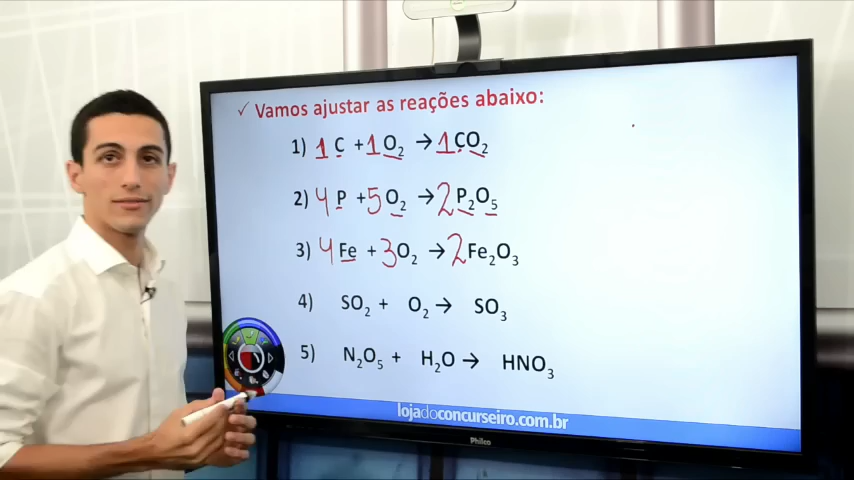 ✓ Vamos ajustar as reações abaixo:
1) 1 C + 1 O₂ → 1 CO₂
2) 4 P + 5 O₂ → 2 P₂O₅
3) 4 Fe + 3 O₂ → 2 Fe₂O₃
4) SO₂ + O₂ → SO₃
5) N₂O₅ + H₂O → HNO₃
lojadoconcurseiro.com.br
Philco